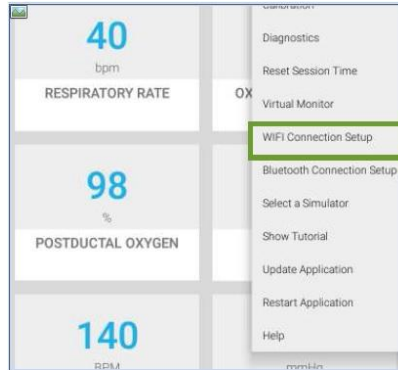 40
bpm
RESPIRATORY RATE
OX
98
%
POSTDUCTAL OXYGEN
140
BPM
Calibration
Diagnostics
Reset Session Time
Virtual Monitor
WIFI Connection Setup
Bluetooth Connection Setup
Select a Simulator
Show Tutorial
Update Application
Restart Application
Help
mmHg